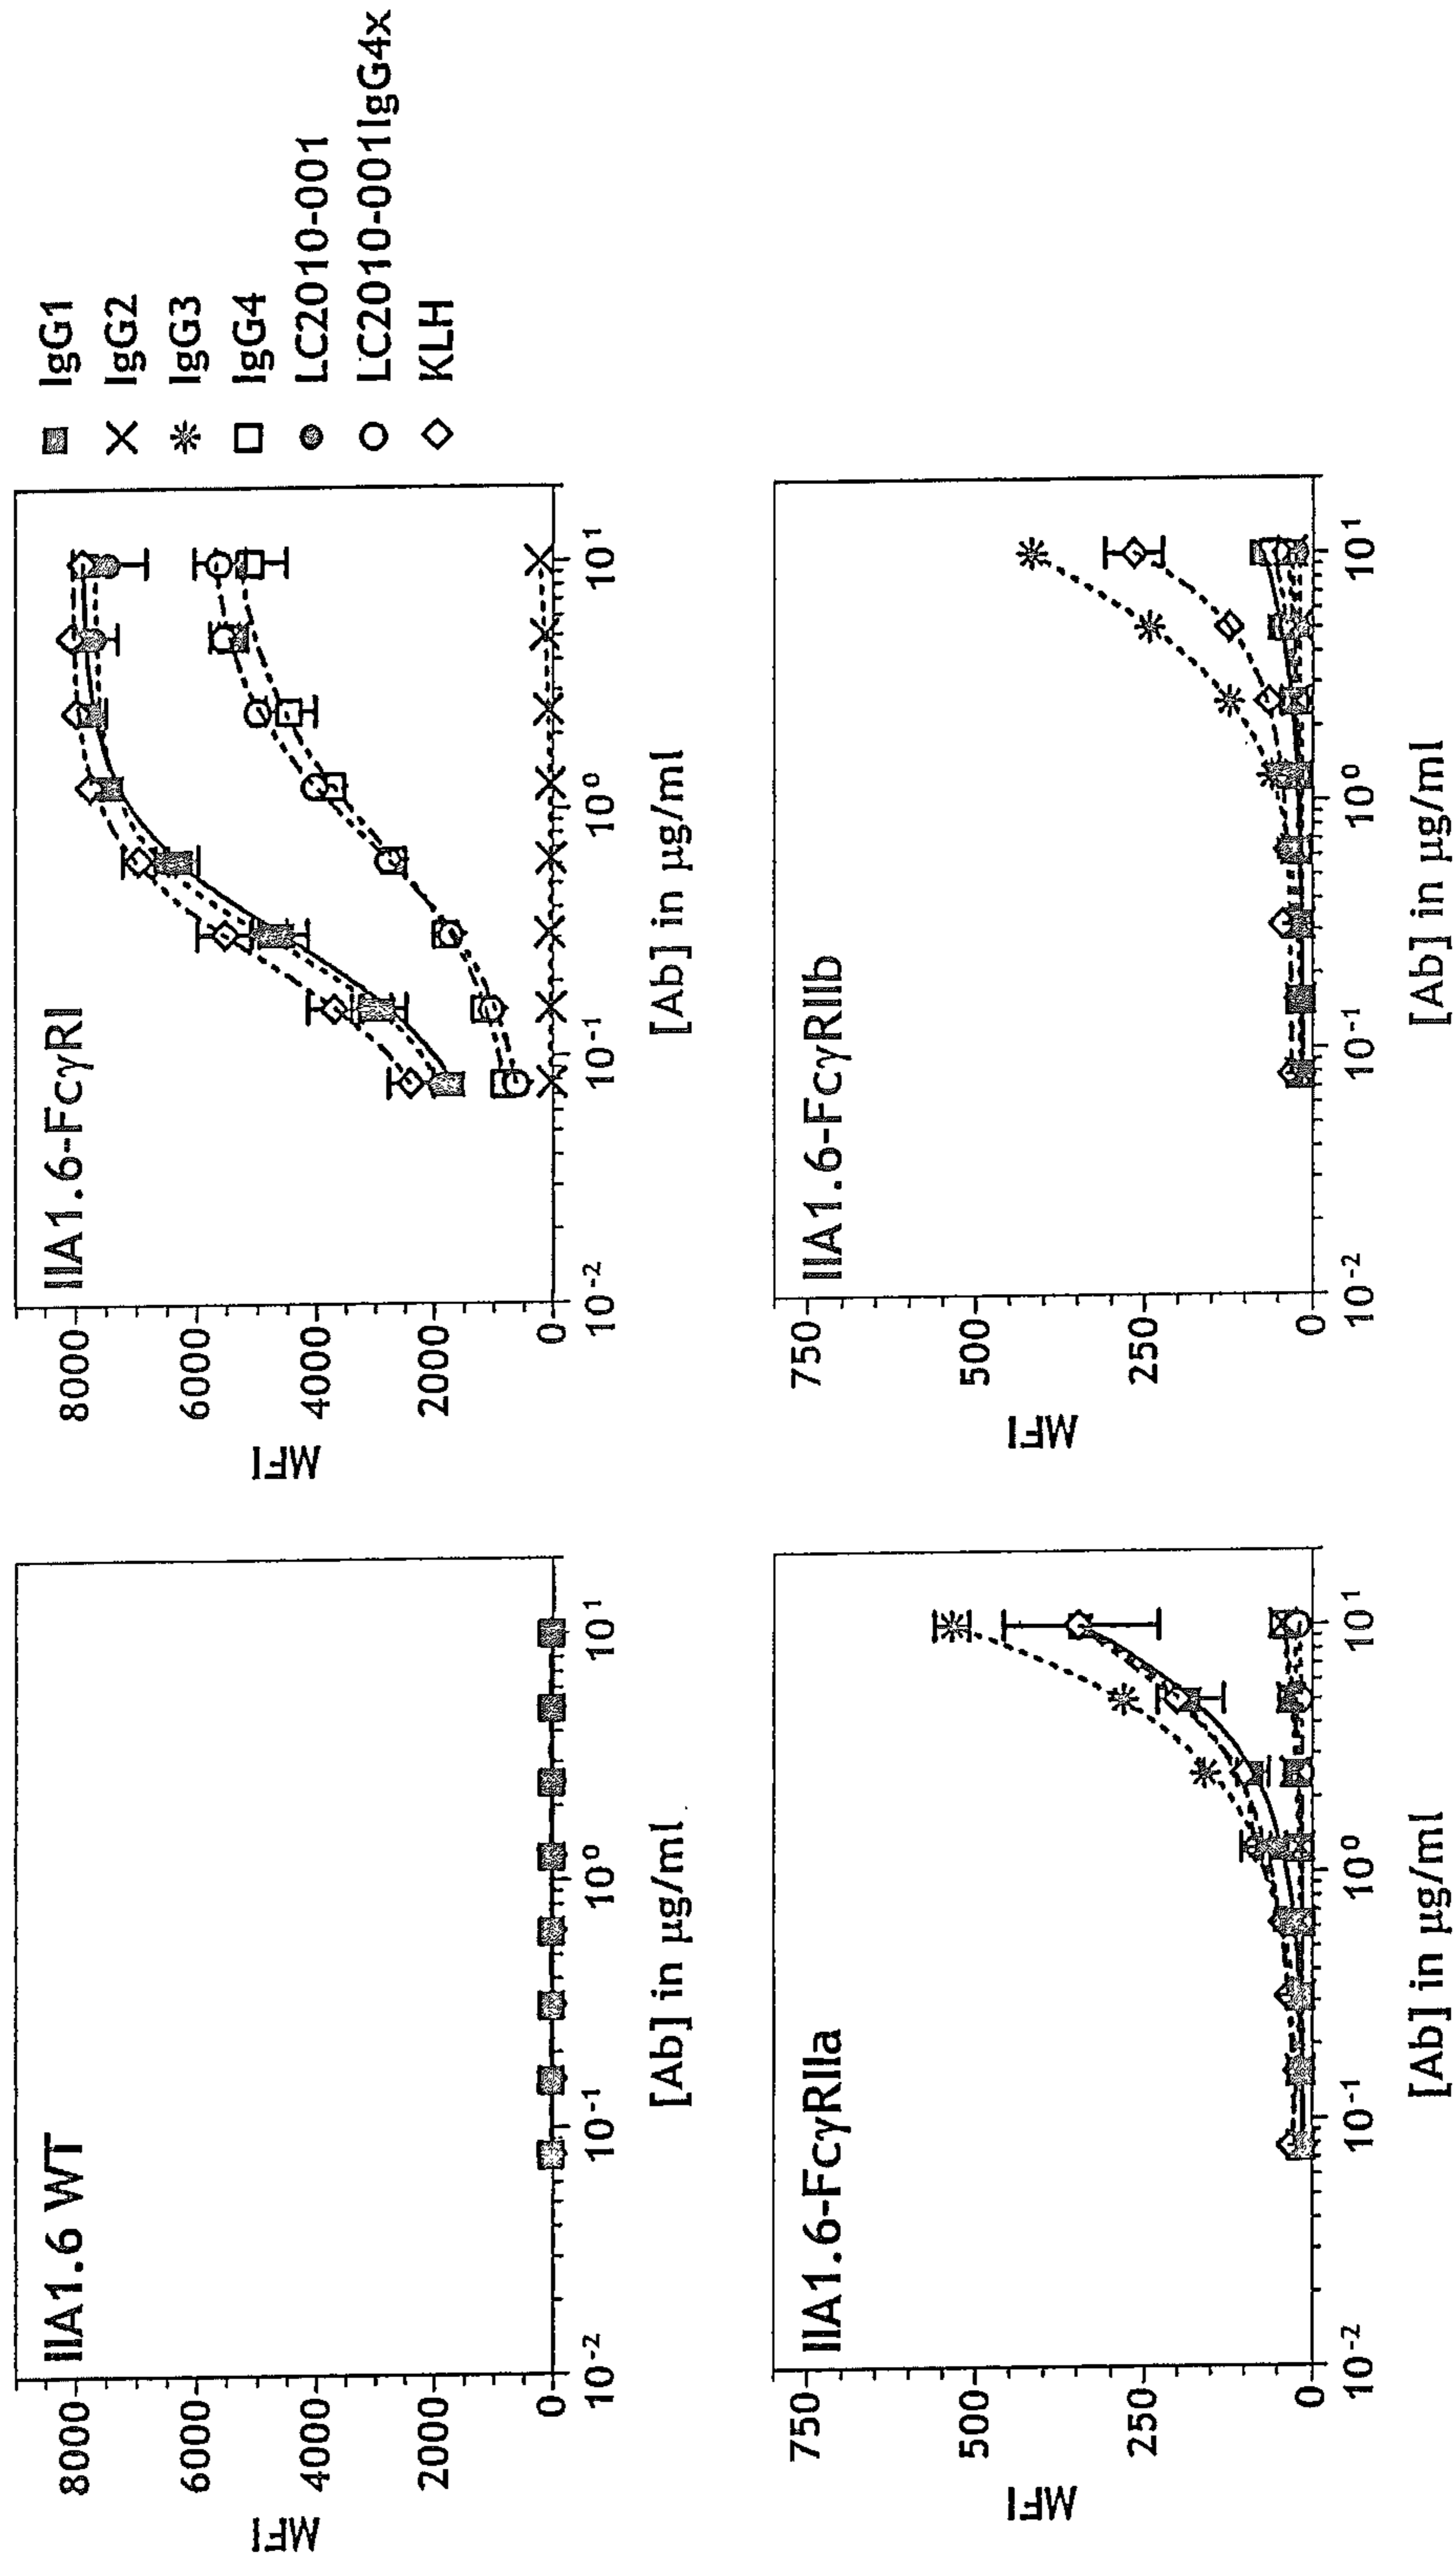 IIA1.6 WT
8000
6000
4000
2000
0
MFI
10-2
10-1
100
101
[Ab] in μg/ml
IIA1.6-FcγRI
8000
6000
4000
2000
0
MFI
10-2
10-1
100
101
[Ab] in μg/ml
IgG1
IgG2
IgG3
IgG4
LC2010-001
LC2010-001IgG4x
KLH
IIA1.6-FcγRIIa
750
500
250
0
MFI
10-2
10-1
100
101
[Ab] in μg/ml
IIA1.6-FcγRIIb
750
500
250
0
MFI
10-2
10-1
100
101
[Ab] in μg/ml